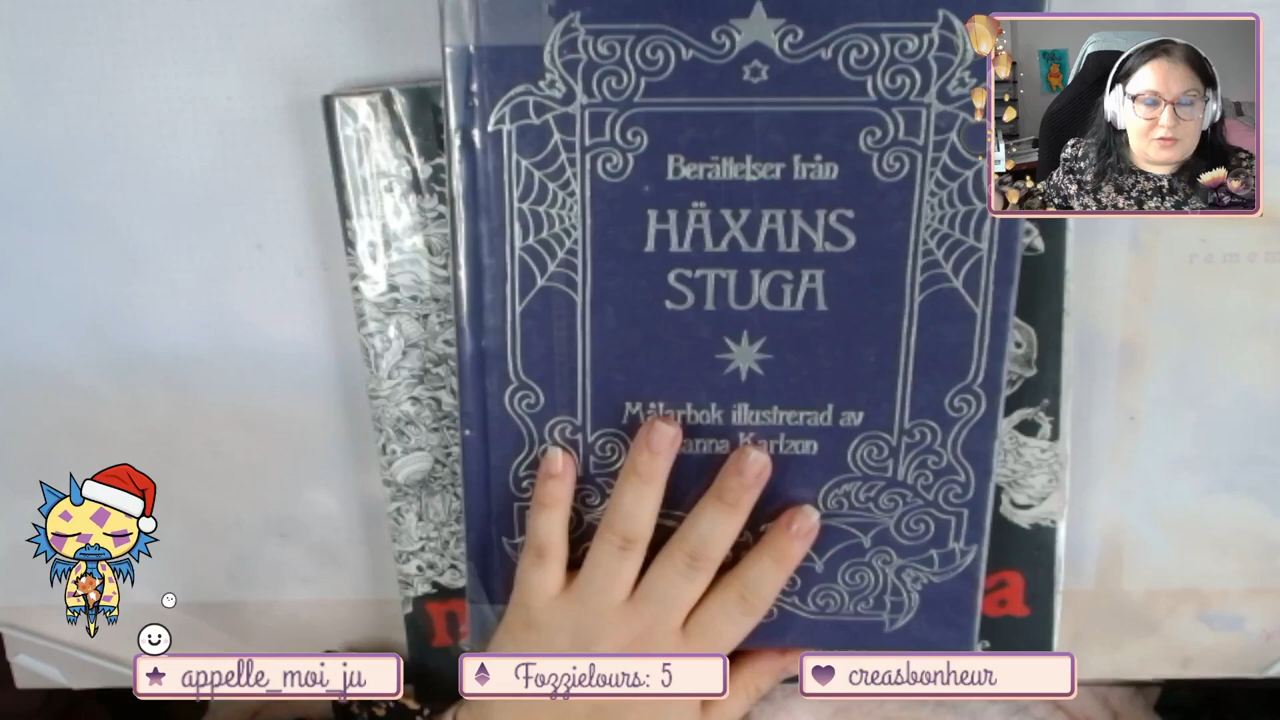 Berättelser från
HÄXANS
STUGA
Målarbok illustrerad av
Karlzon
appelle_moi_ju
Fozzielours: 5
creasbonheur